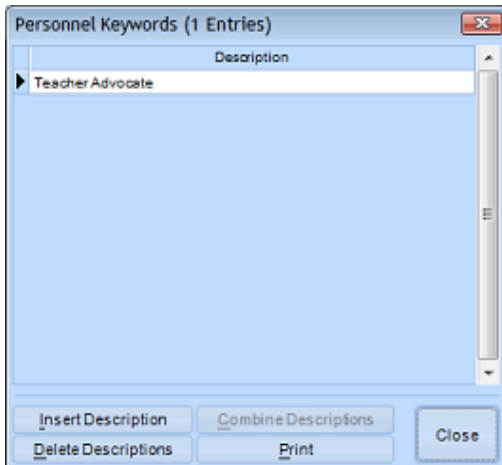 Personnel Keywords (1 Entries)
Description
Teacher Advocate
Insert Description
Combine Descriptions
Close
Delete Descriptions
Print